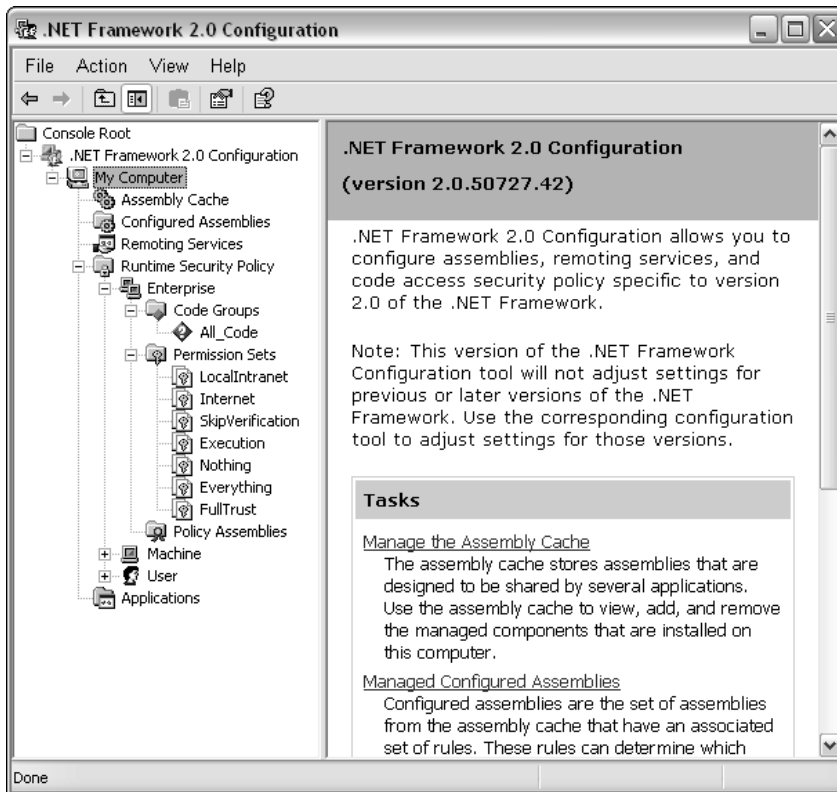 .NET Framework 2.0 Configuration
File Action View Help
Console Root
.NET Framework 2.0 Configuration
My Computer
Assembly Cache
Configured Assemblies
Remoting Services
Runtime Security Policy
Enterprise
Code Groups
All_Code
Permission Sets
LocalIntranet
Internet
SkipVerification
Execution
Nothing
Everything
FullTrust
Policy Assemblies
Machine
User
Applications
.NET Framework 2.0 Configuration
(version 2.0.50727.42)
.NET Framework 2.0 Configuration allows you to
configure assemblies, remoting services, and
code access security policy specific to version
2.0 of the .NET Framework.
Note: This version of the .NET Framework
Configuration tool will not adjust settings for
previous or later versions of the .NET
Framework. Use the corresponding configuration
tool to adjust settings for those versions.
Tasks
Manage the Assembly Cache
The assembly cache stores assemblies that are
designed to be shared by several applications.
Use the assembly cache to view, add, and remove
the managed components that are installed on
this computer.
Managed Configured Assemblies
Configured assemblies are the set of assemblies
from the assembly cache that have an associated
set of rules. These rules can determine which
Done